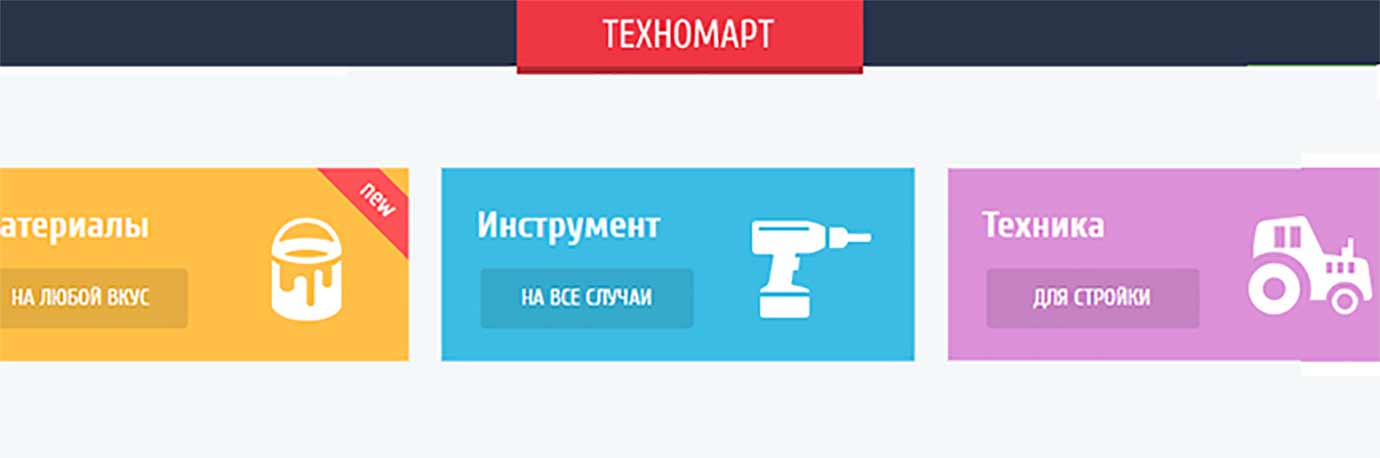 ТЕХНОМАРТ
атериалы
new
НА ЛЮБОЙ ВКУС
Инструмент
НА ВСЕ СЛУЧАИ
Техника
ДЛЯ СТРОЙКИ